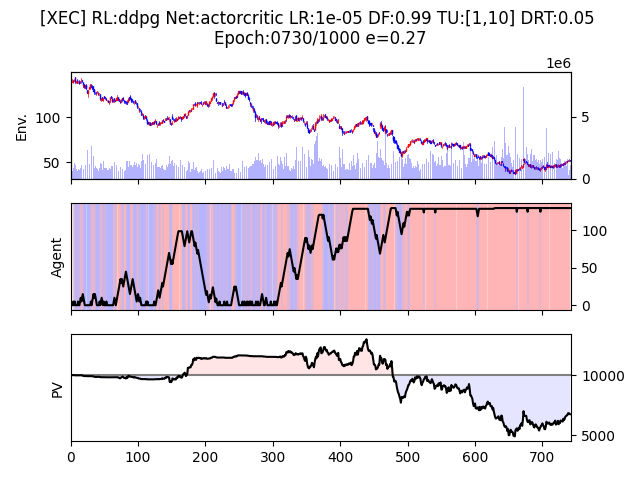 [XEC] RL:ddpg Net:actorcritic LR:1e-05 DF:0.99 TU:[1,10] DRT:0.05
Epoch:0730/1000 e=0.27
1e6
Env.
100
50
5
0
Agent
100
50
0
PV
10000
5000
0 100 200 300 400 500 600 700